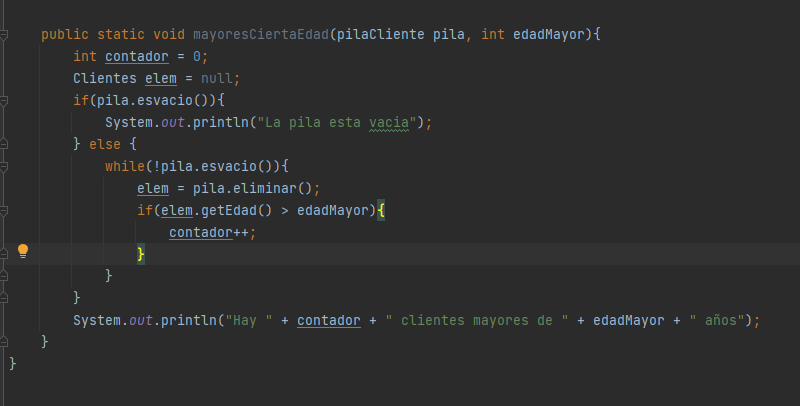 public static void mayoresCiertaEdad(pilaCliente pila, int edadMayor){
int contador = 0;
Clientes elem = null;
if(pila.esvacio()){
System.out.println("La pila esta vacia");
} else {
while(!pila.esvacio()){
elem = pila.eliminar();
if(elem.getEdad() > edadMayor){
contador++;
}
}
}
System.out.println("Hay " + contador + " clientes mayores de " + edadMayor + " años");
}
}